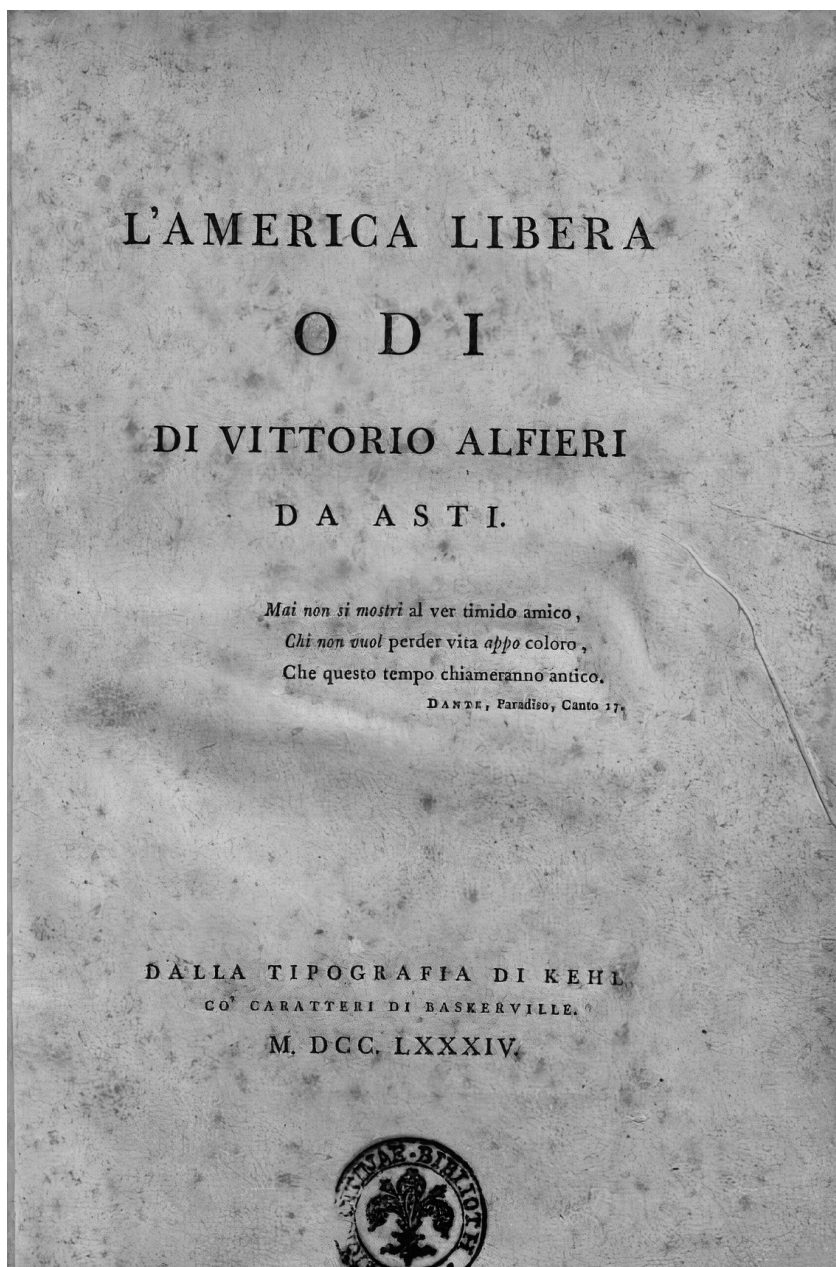 L'AMERICA LIBERA
ODI
DI VITTORIO ALFIERI
DA ASTI.
Mai non si mostri al ver timido amico,
Chi non vuol perder vita appo coloro,
Che questo tempo chiameranno antico.
DANTE, Paradiso, Canto 17.
DALLA TIPOGRAFIA DI KEHL,
CO' CARATTERI DI BASKERVILLE.
M. DCC. LXXXIV.
BIBLIOTH